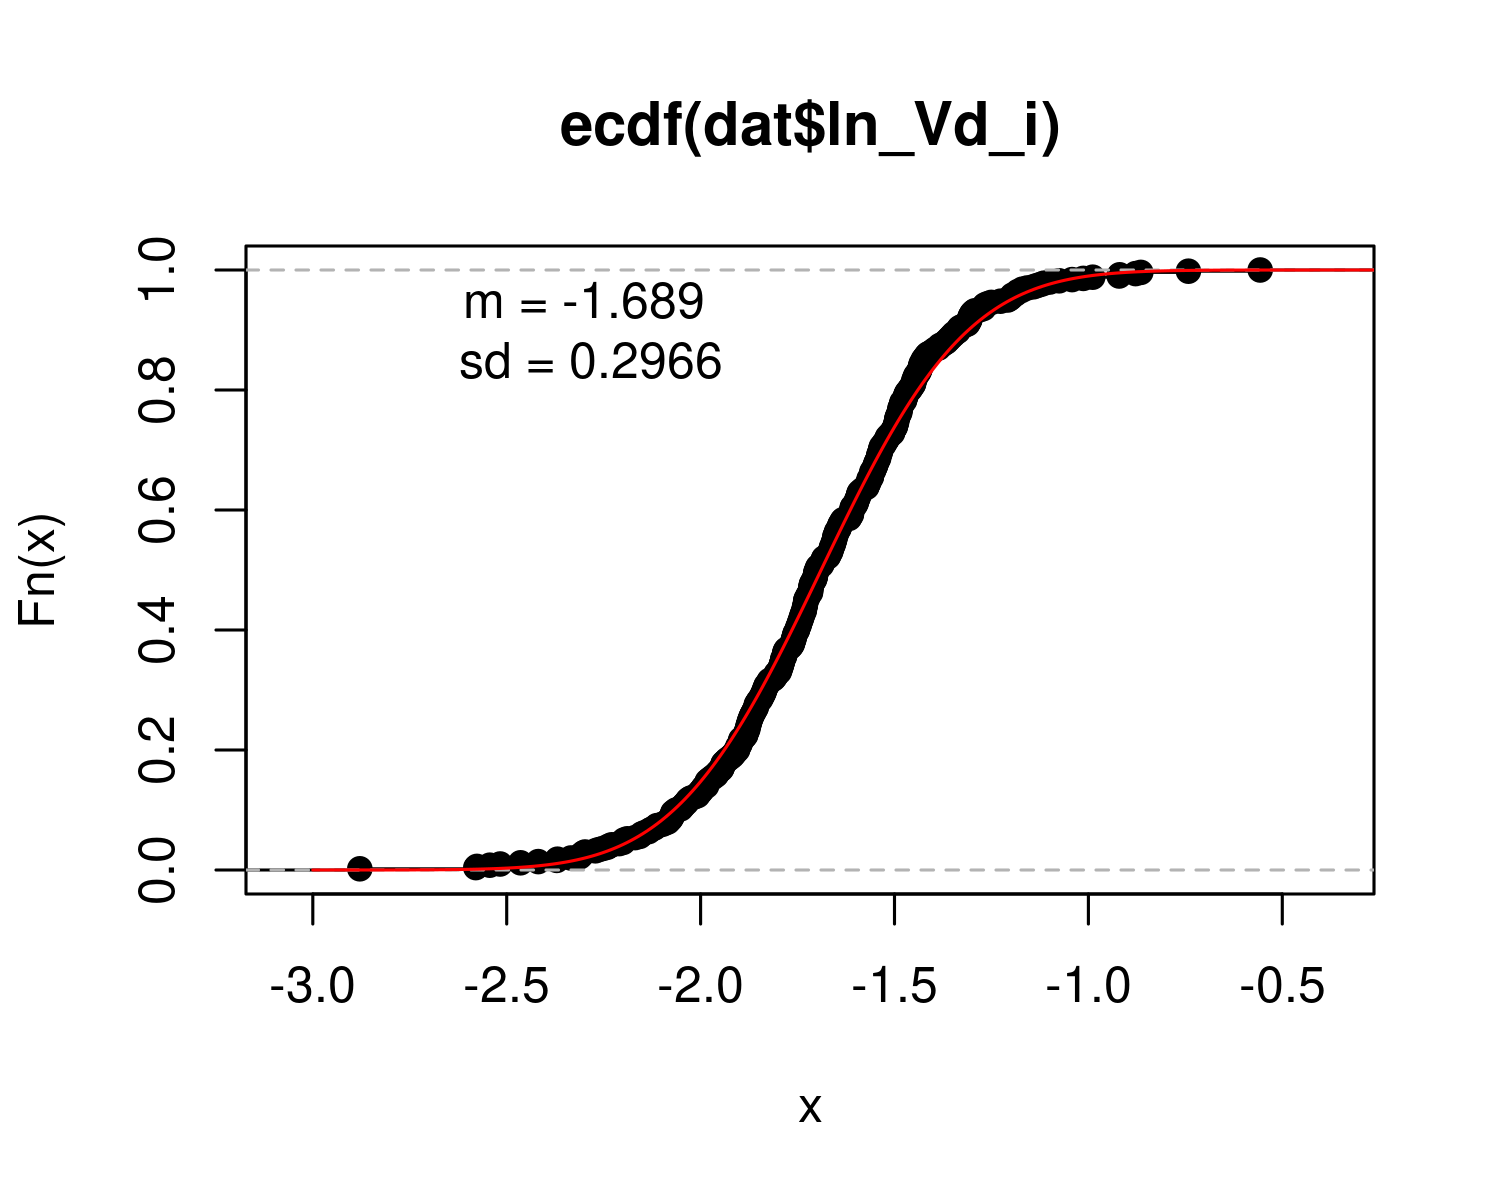 ecdf(dat$ln_Vd_i)
m = -1.689
sd = 0.2966
Fn(x)
1.0
0.8
0.6
0.4
0.2
0.0
-3.0 -2.5 -2.0 -1.5 -1.0 -0.5
x